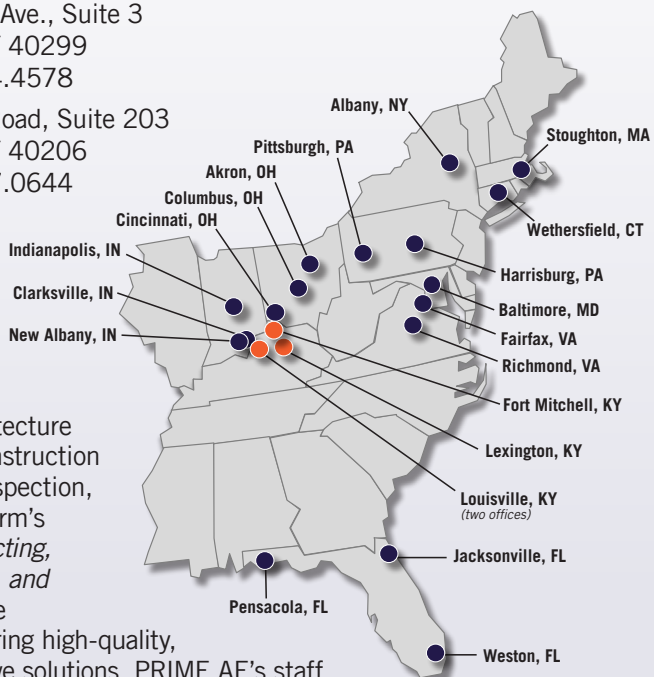 Ave., Suite 3
40299
.4578
oad, Suite 203
40206
.0644
Albany, NY
Stoughton, MA
Pittsburgh, PA
Akron, OH
Columbus, OH
Cincinnati, OH
Wethersfield, CT
Indianapolis, IN
Harrisburg, PA
Clarksville, IN
Baltimore, MD
New Albany, IN
Fairfax, VA
Richmond, VA
Fort Mitchell, KY
Lexington, KY
Louisville, KY
(two offices)
Jacksonville, FL
Pensacola, FL
Weston, FL
tecture
nstruction
spection,
rm's
cting,
and
e
ring high-quality,
ve solutions. PRIME AE's staff